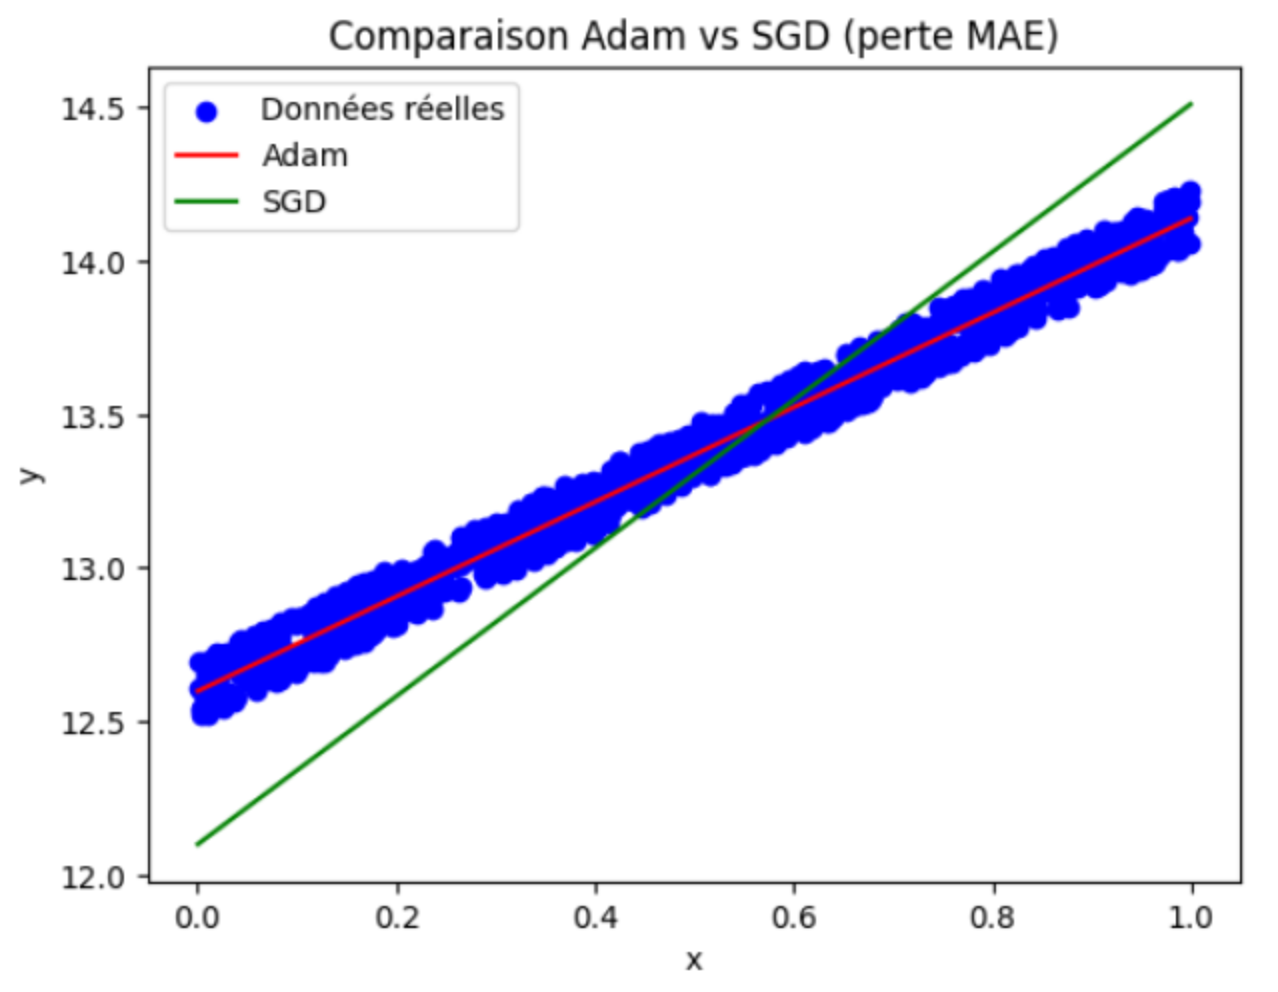 Comparaison Adam vs SGD (perte MAE)
Données réelles
Adam
SGD
14.5
14.0
13.5
13.0
12.5
12.0
y
0.0 0.2 0.4 0.6 0.8 1.0
x